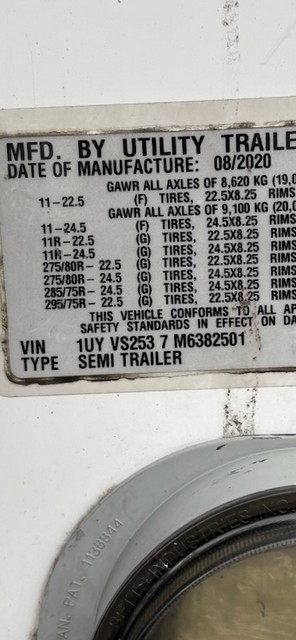 MFD. BY UTILITY TRAILE
DATE OF MANUFACTURE: 08/2020
GAWR ALL AXLES OF 8,620 KG (19,0
11-22.5 (F) TIRES, 22.5X8.25 RIMS
GAWR ALL AXLES OF 9,100 KG (20,0
11-24.5 (F) TIRES, 24.5X8.25 RIMS
11R-22.5 (G) TIRES, 22.5X8.25 RIMS
11R-24.5 (G) TIRES, 24.5X8.25 RIMS
275/80R- 22.5 (G) TIRES, 22.5X8.25 RIMS
275/80R- 24.5 (G) TIRES, 24.5X8.25 RIMS
285/75R- 24.5 (G) TIRES, 24.5X8.25 RIMS
295/75R- 22.5 (G) TIRES, 22.5X8.25 RIMS
THIS VEHICLE CONFORMS TO ALL AP
SAFETY STANDARDS IN EFFECT ON DA
VIN 1UY VS253 7 M6382501
TYPE SEMI TRAILER
AN. PAT. 1138844
INDUSTRIES